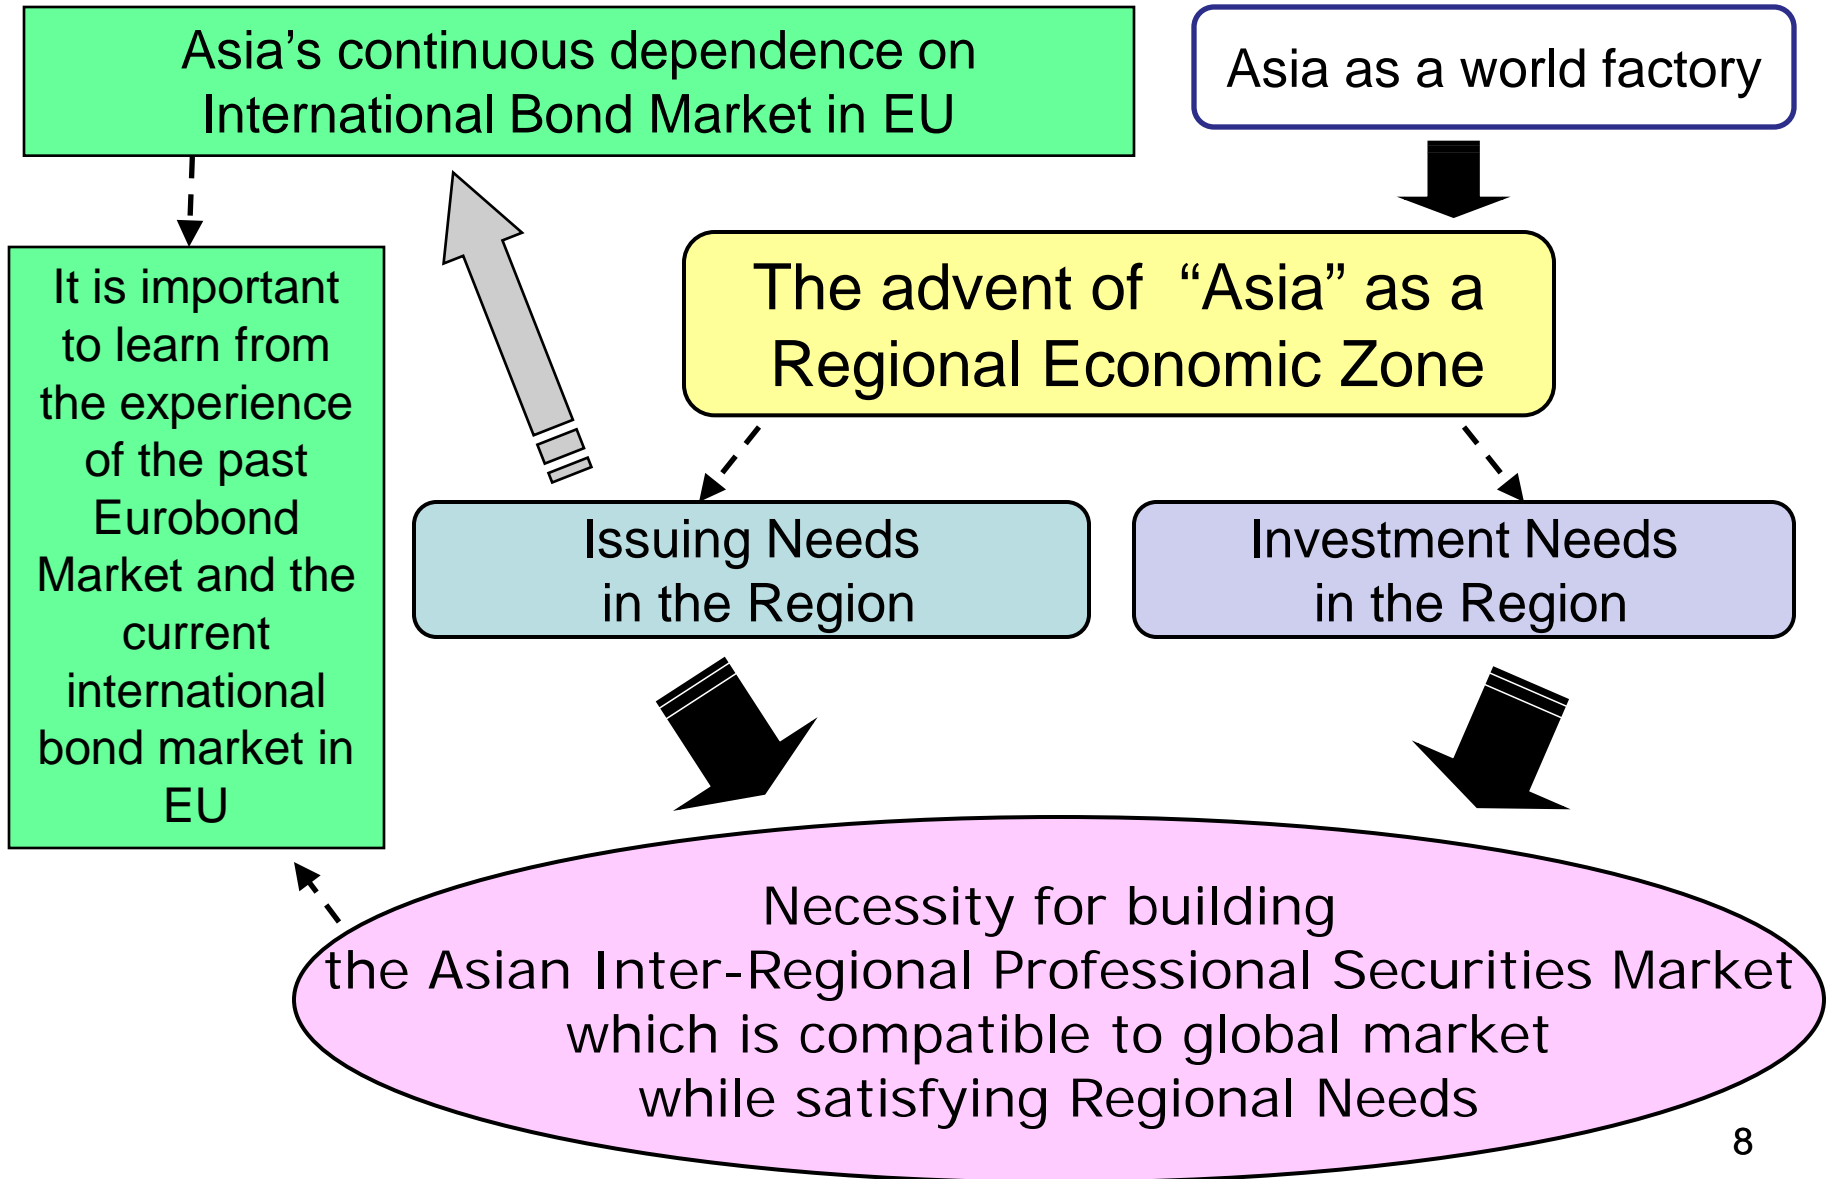 Asia’s continuous dependence on
International Bond Market in EU
Asia as a world factory
The advent of “Asia” as a
Regional Economic Zone
It is important
to learn from
the experience
of the past
Eurobond
Market and the
current
international
bond market in
EU
Issuing Needs
in the Region
Investment Needs
in the Region
Necessity for building
the Asian Inter-Regional Professional Securities Market
which is compatible to global market
while satisfying Regional Needs
8